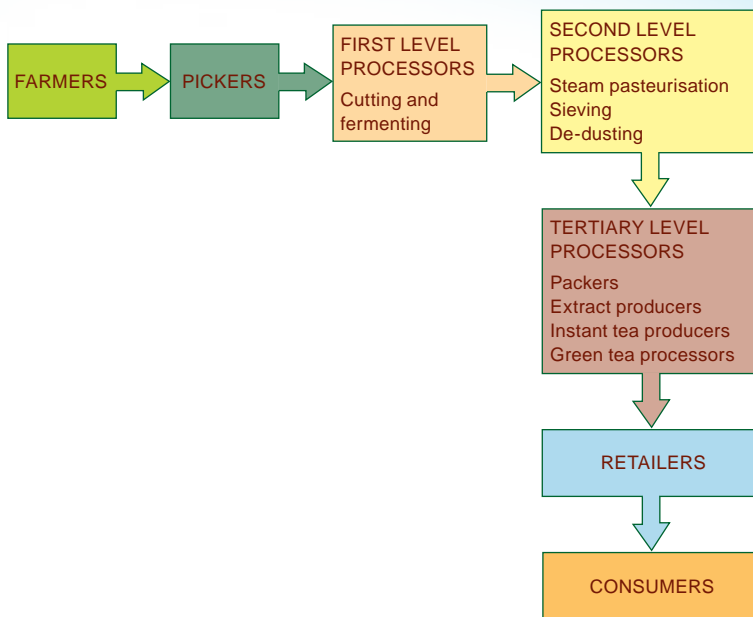 FARMERS
PICKERS
FIRST LEVEL
PROCESSORS
Cutting and
fermenting
SECOND LEVEL
PROCESSORS
Steam pasteurisation
Sieving
De-dusting
TERTIARY LEVEL
PROCESSORS
Packers
Extract producers
Instant tea producers
Green tea processors
RETAILERS
CONSUMERS